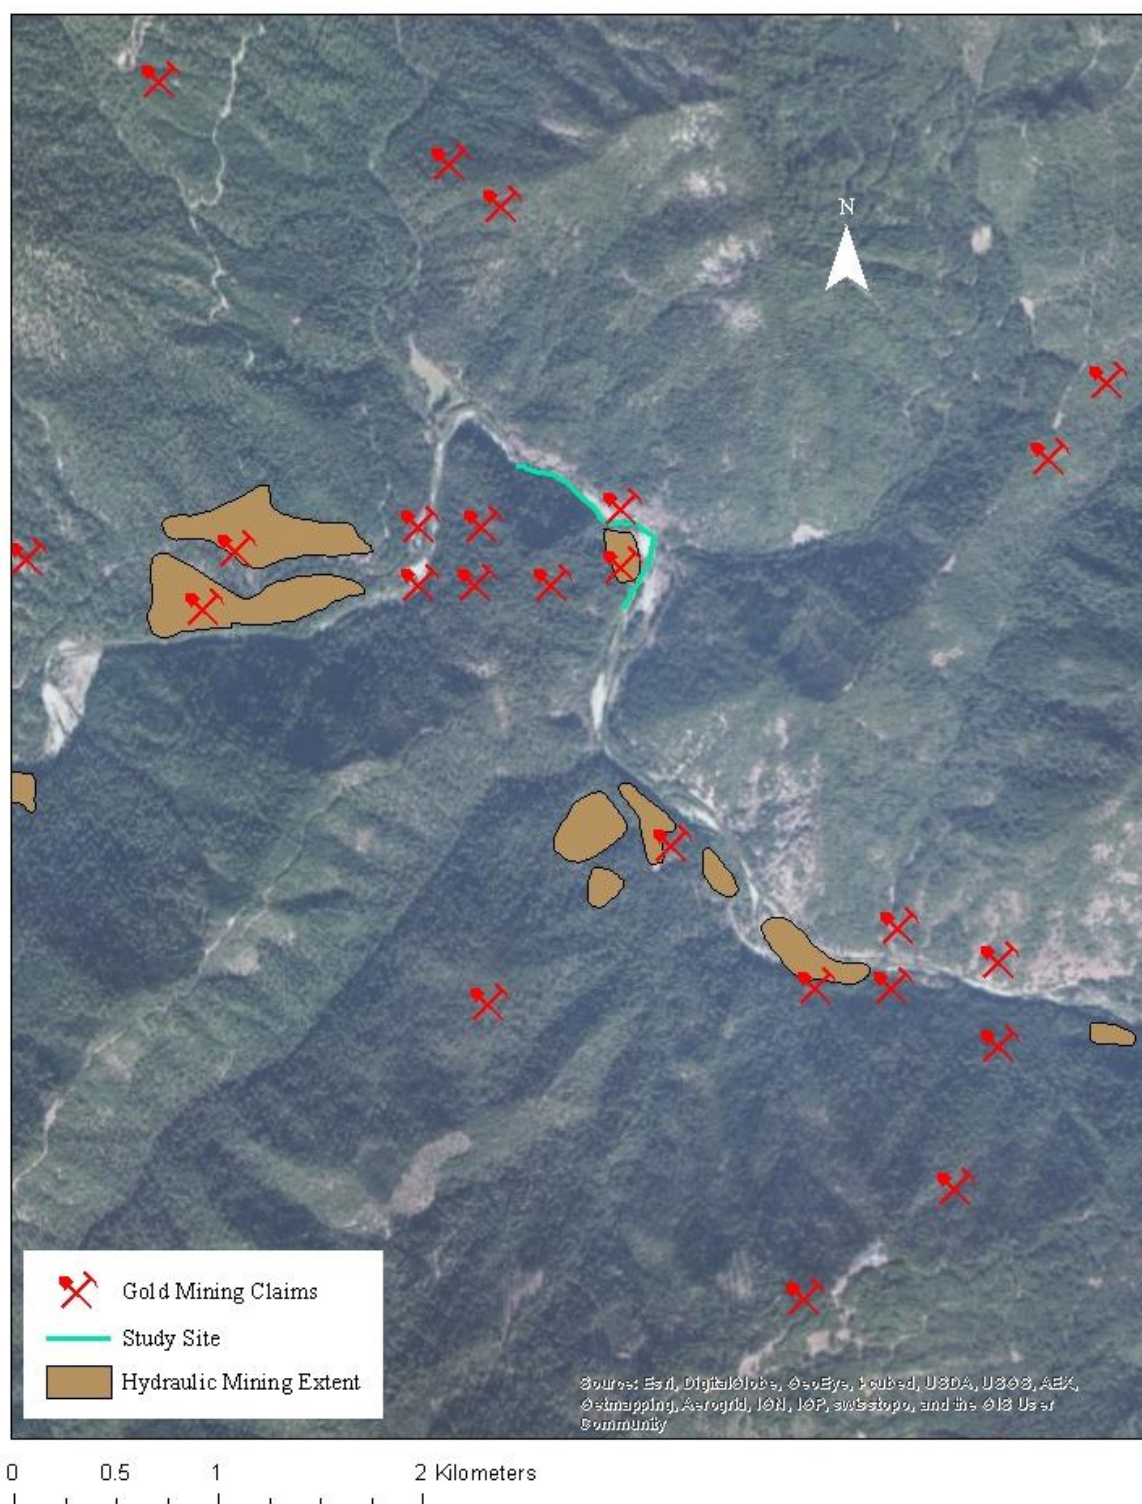 N
Gold Mining Claims
Study Site
Hydraulic Mining Extent
Source: Esri, DigitalGlobe, GeoEye, i-cubed, USDA, USGS, AEX,
Getmapping, Aerogrid, IGN, IGP, swisstopo, and the GIS User
Community
0 0.5 1 2 Kilometers